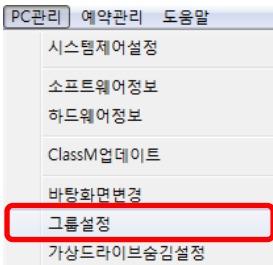 PC관리 예약관리 도움말
시스템제어설정
소프트웨어정보
하드웨어정보
ClassM업데이트
바탕화면변경
그룹설정
가상드라이브숨김설정